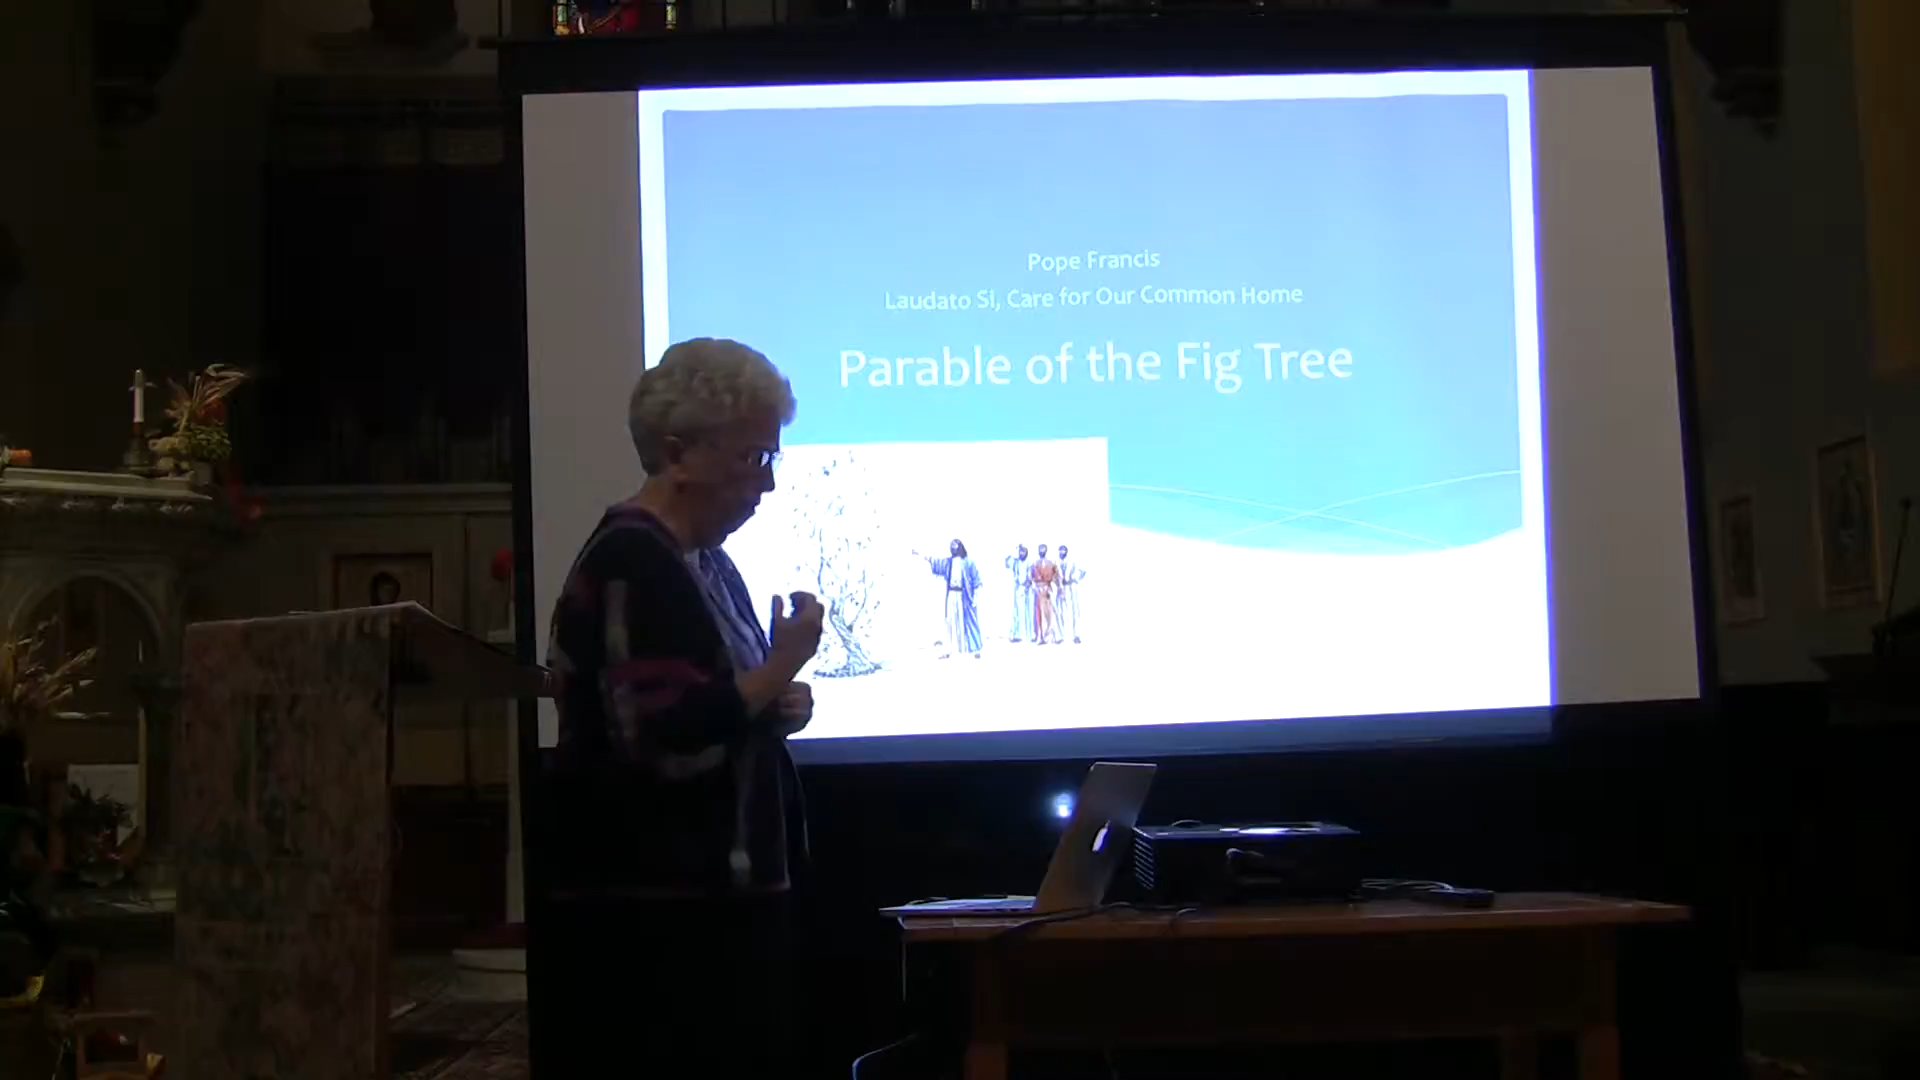 Pope Francis
Laudato Si, Care for Our Common Home
Parable of the Fig Tree